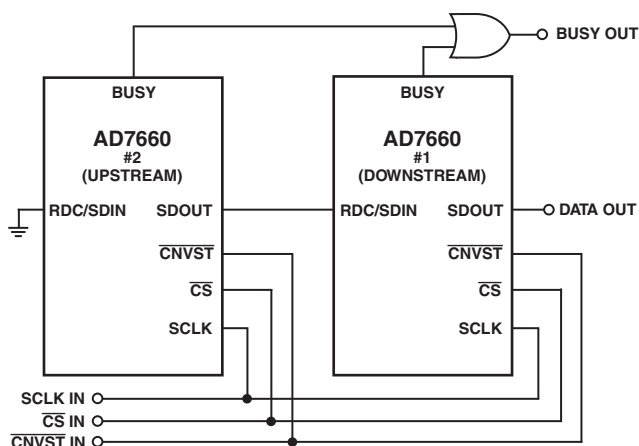 BUSY OUT
BUSY
BUSY
AD7660
#2
(UPSTREAM)
AD7660
#1
(DOWNSTREAM)
RDC/SDIN SDOUT
RDC/SDIN SDOUT
DATA OUT
CNVST
CNVST
CS
CS
SCLK
SCLK
SCLK IN
CS IN
CNVST IN